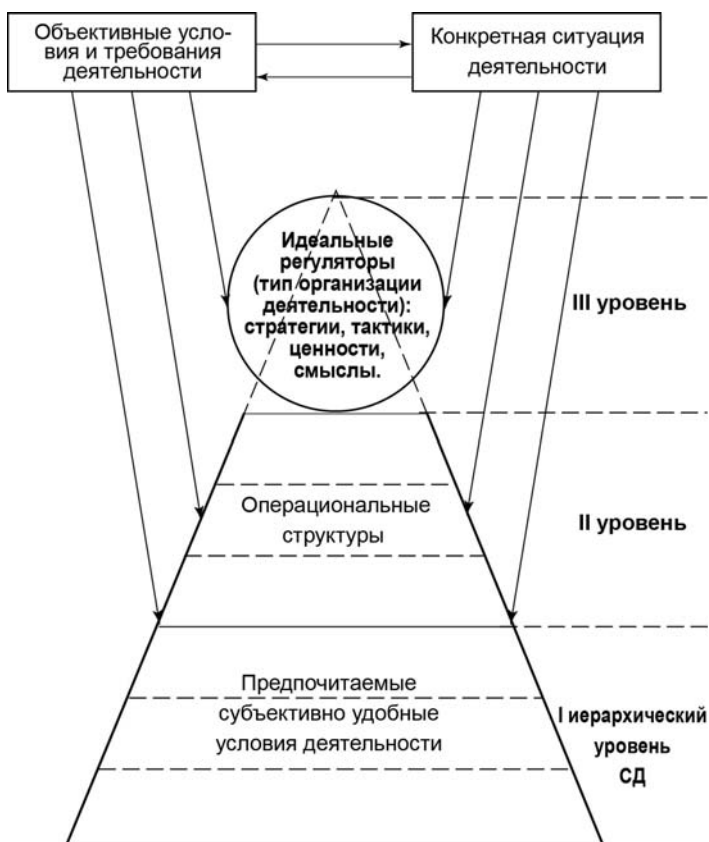 Объективные усло-
вия и требования
деятельности
Конкретная ситуация
деятельности
Идеальные
регуляторы
(тип организации
деятельности):
стратегии, тактики,
ценности,
смыслы.
III уровень
Операциональные
структуры
II уровень
Предпочитаемые
субъективно удобные
условия деятельности
I иерархический
уровень
СД